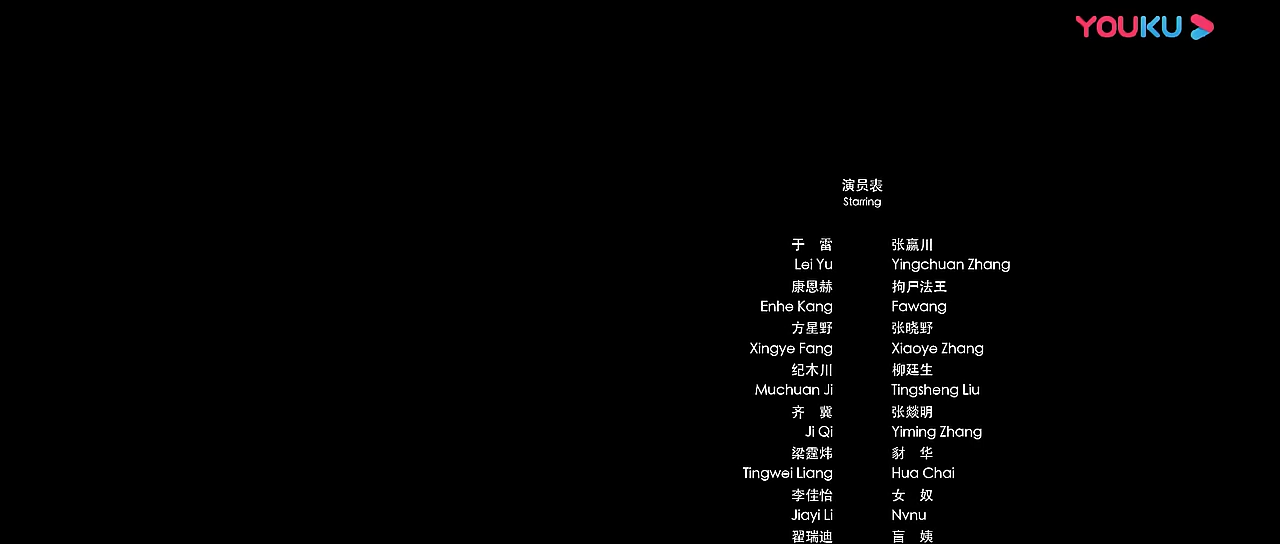 YOUKU
演员表
Starring
于 雷 张赢川
Lei Yu Yingchuan Zhang
康恩赫 拘尸法王
Enhe Kang Fawang
方星野 张晓野
Xingye Fang Xiaoye Zhang
纪木川 柳廷生
Muchuan Ji Tingsheng Liu
齐 冀 张燚明
Ji Qi Yiming Zhang
梁霆炜 豺 华
Tingwei Liang Hua Chai
李佳怡 女 奴
Jiayi Li Nvnu
翟瑞迪 盲 姨